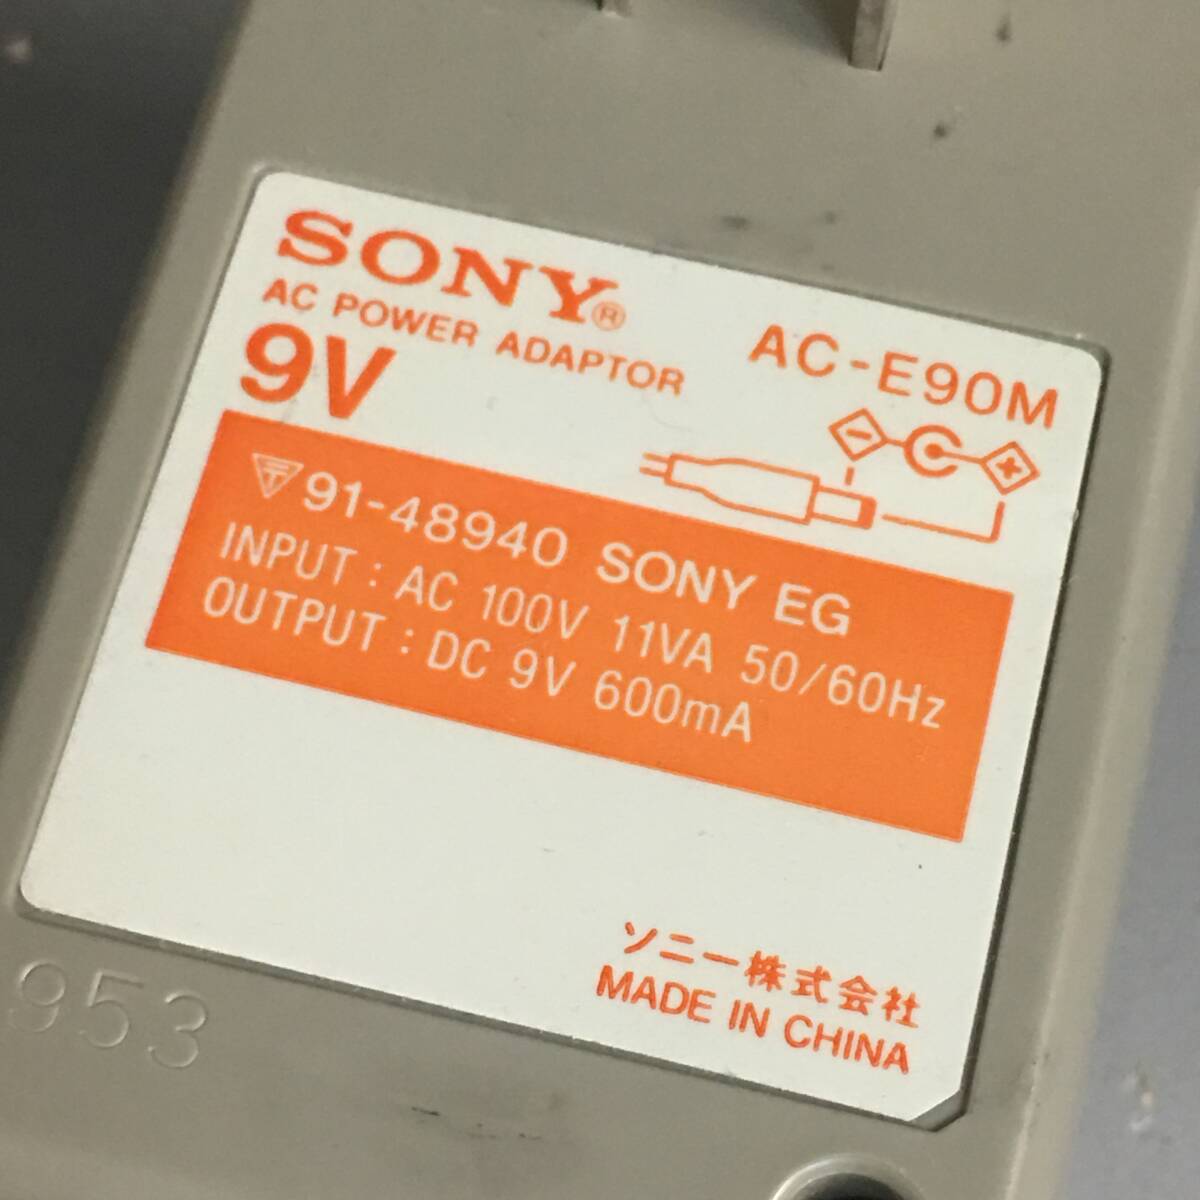 SONY®
AC POWER ADAPTOR
9V
AC-E90M
91-48940 SONY EG
INPUT : AC 100V 11VA 50/60Hz
OUTPUT : DC 9V 600mA
ソニー株式会社
MADE IN CHINA
953